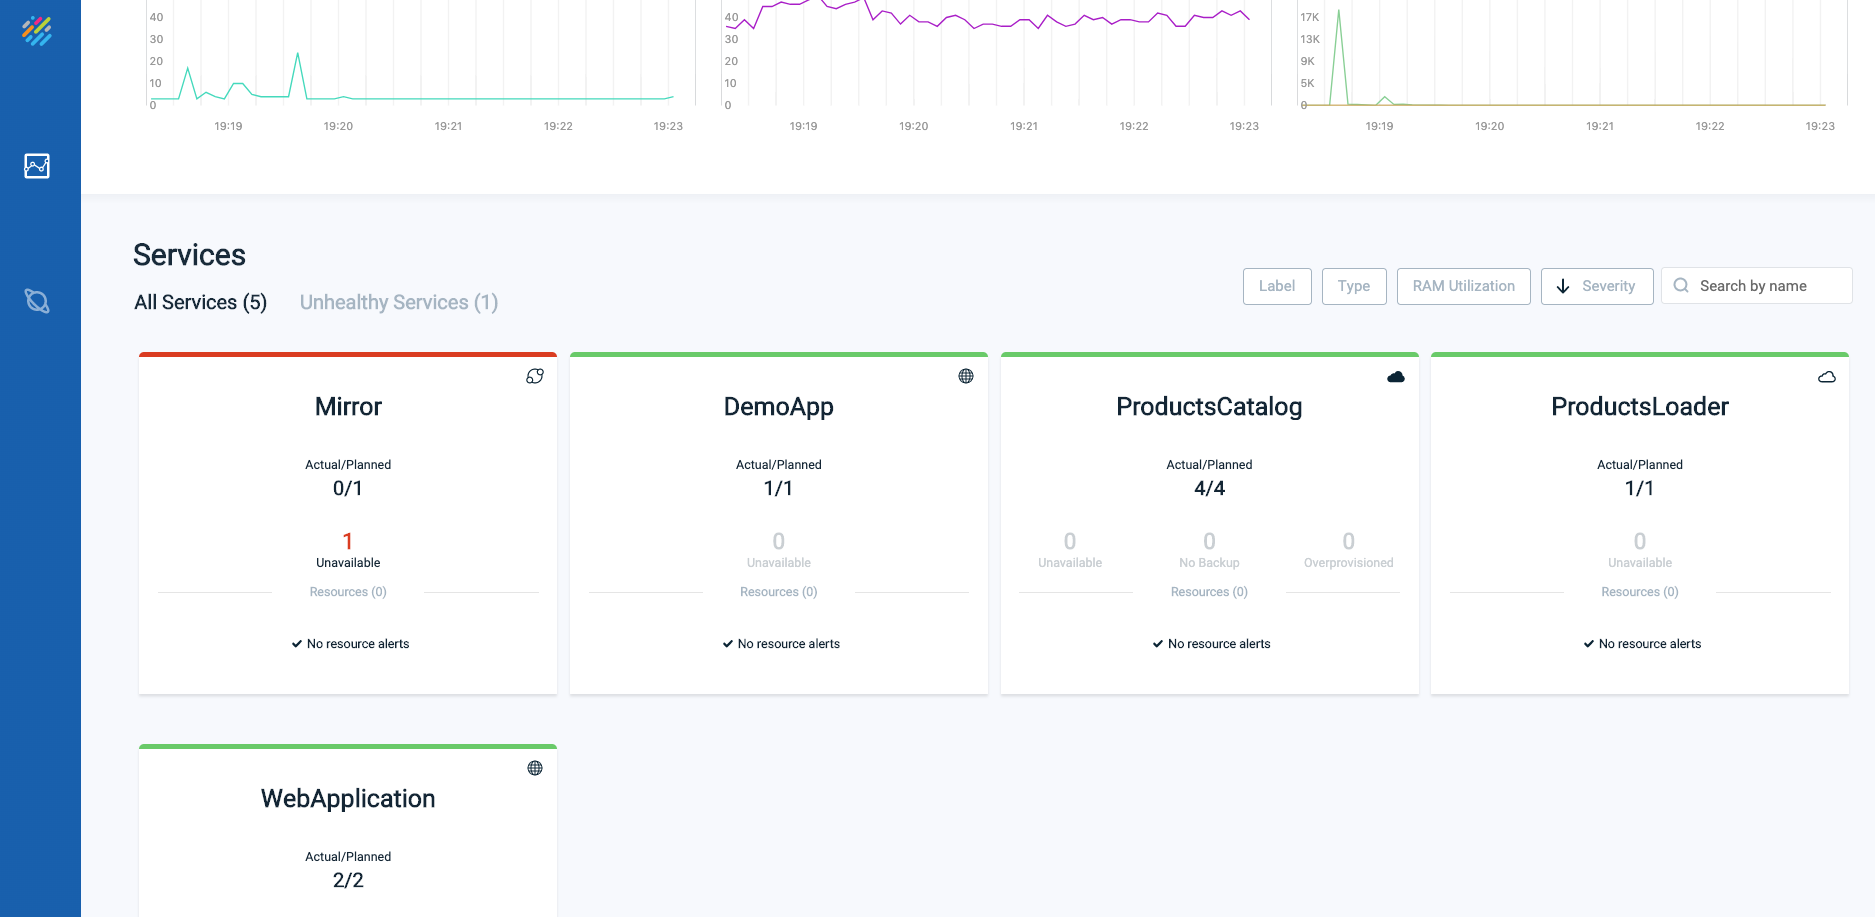 40
30
20
10
0
19:19 19:20 19:21 19:22 19:23
40
30
20
10
0
19:19 19:20 19:21 19:22 19:23
17K
13K
9K
5K
0
19:19 19:20 19:21 19:22 19:23
Services
All Services (5) Unhealthy Services (1)
Label Type RAM Utilization Severity Search by name
Mirror
Actual/Planned
0/1
1
Unavailable
Resources (0)
No resource alerts
DemoApp
Actual/Planned
1/1
0
Unavailable
Resources (0)
No resource alerts
ProductsCatalog
Actual/Planned
4/4
0 0 0
Unavailable No Backup Overprovisioned
Resources (0)
No resource alerts
ProductsLoader
Actual/Planned
1/1
0
Unavailable
Resources (0)
No resource alerts
WebApplication
Actual/Planned
2/2